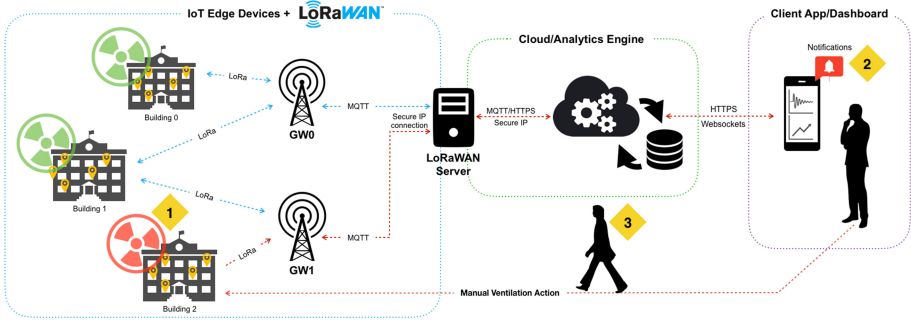 IoT Edge Devices + LoRaWAN™
Cloud/Analytics Engine
Client App/Dashboard
Notifications
2
LoRa
Building 0
GW0
MQTT
Secure IP
connection
MQTT/HTTPS
Secure IP
HTTPS
Websockets
LoRa
LoRaWAN
Server
LoRa
Building 1
1
3
LoRa
GW1
MQTT
Building 2
Manual Ventilation Action